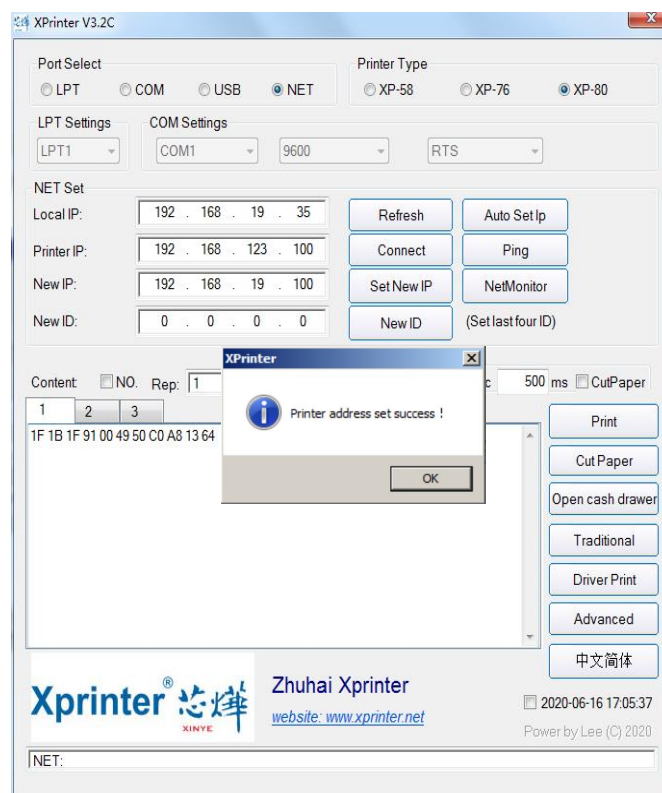 XPrinter V3.2C
Port Select
LPT COM USB NET
Printer Type
XP-58 XP-76 XP-80
LPT Settings
LPT1
COM Settings
COM1 9600 RTS
NET Set
Local IP: 192 . 168 . 19 . 35 Refresh Auto Set Ip
Printer IP: 192 . 168 . 123 . 100 Connect Ping
New IP: 192 . 168 . 19 . 100 Set New IP NetMonitor
New ID: 0 . 0 . 0 . 0 New ID (Set last four ID)
Content: NO. Rep: 1 c 500 ms CutPaper
XPrinter
Printer address set success !
OK
1 2 3
1F 1B 1F 91 00 49 50 C0 A8 13 64
Print
Cut Paper
Open cash drawer
Traditional
Driver Print
Advanced
中文简体
Xprinter® 芯烨
XINYE
Zhuhai Xprinter
website: www.xprinter.net
2020-06-16 17:05:37
Power by Lee (C) 2020
NET: